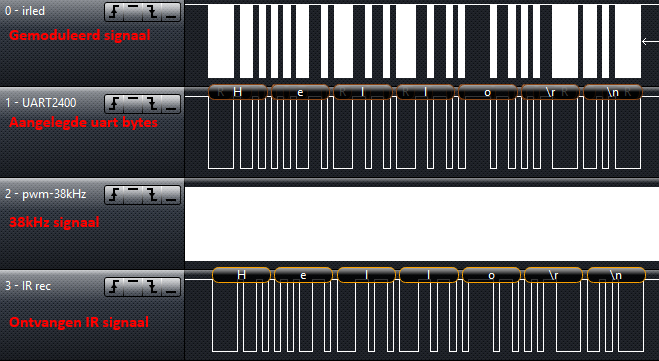 0 - irled
Gemoduleerd signaal
1 - UART2400
H e l l o \r \n
Aangelegde uart bytes
2 - pwm-38kHz
38kHz signaal
3 - IR rec
H e l l o \r \n
Ontvangen IR signaal